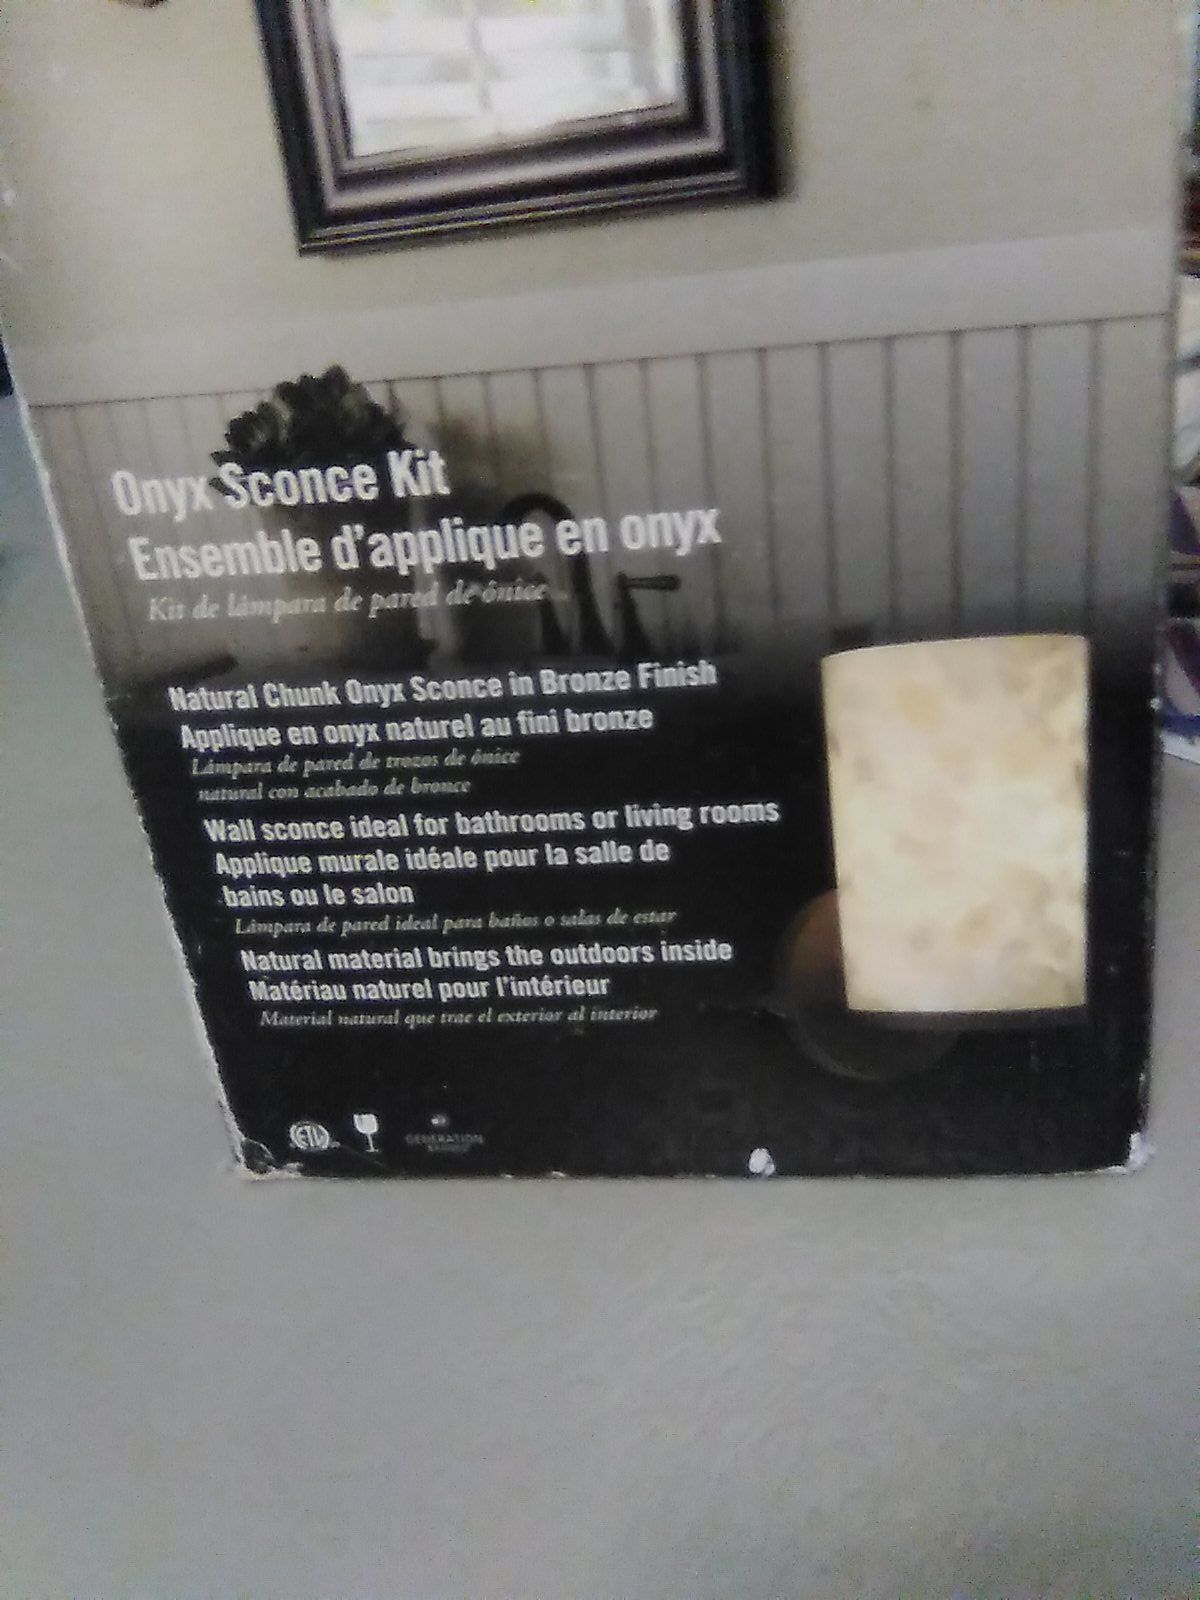 Onyx Sconce Kit
Ensemble d'applique en onyx
Kit de lámpara de pared de ónice
Natural Chunk Onyx Sconce in Bronze Finish
Applique en onyx naturel au fini bronze
Lámpara de pared de trozos de ónice
natural con acabado de bronce
Wall sconce ideal for bathrooms or living rooms
Applique murale idéale pour la salle de
bains ou le salon
Lámpara de pared ideal para baños o salas de estar
Natural material brings the outdoors inside
Matériau naturel pour l'intérieur
Material natural que trae el exterior al interior
ETL
GENERATION